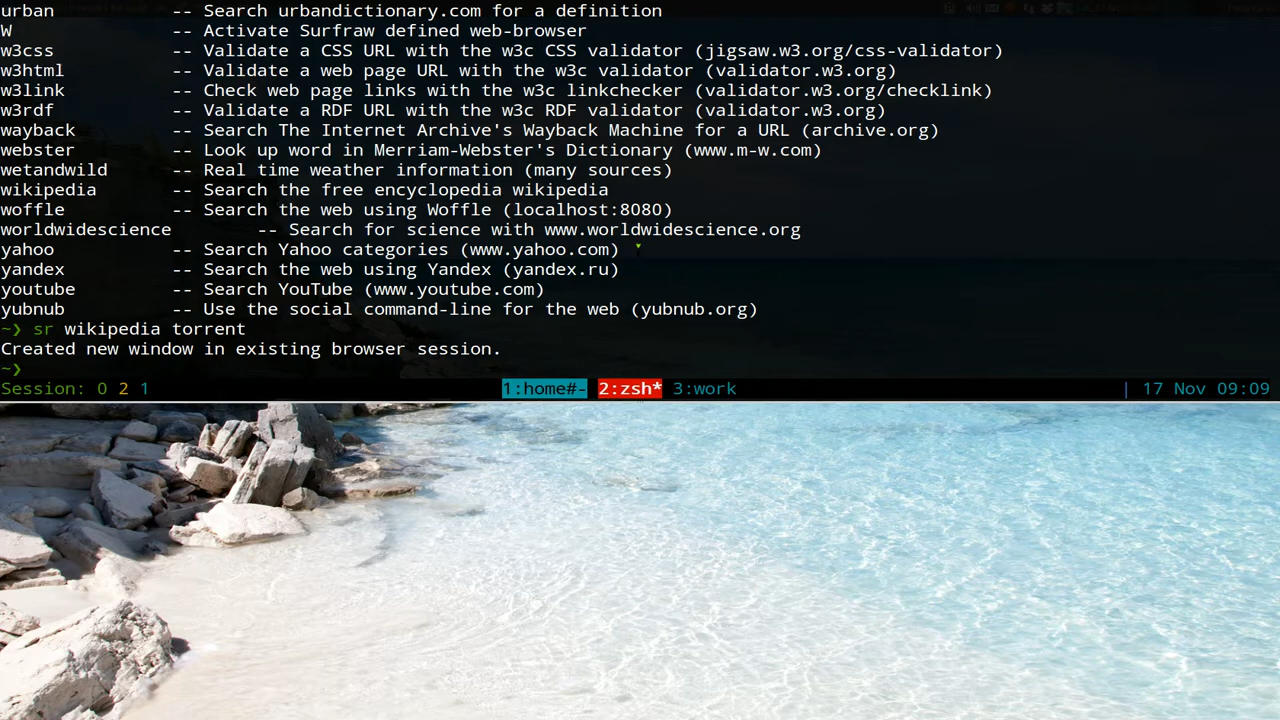 urban -- Search urbandictionary.com for a definition
W -- Activate Surfraw defined web-browser
w3css -- Validate a CSS URL with the w3c CSS validator (jigsaw.w3.org/css-validator)
w3html -- Validate a web page URL with the w3c validator (validator.w3.org)
w3link -- Check web page links with the w3c linkchecker (validator.w3.org/checklink)
w3rdf -- Validate a RDF URL with the w3c RDF validator (validator.w3.org)
wayback -- Search The Internet Archive's Wayback Machine for a URL (archive.org)
webster -- Look up word in Merriam-Webster's Dictionary (www.m-w.com)
wetandwild -- Real time weather information (many sources)
wikipedia -- Search the free encyclopedia wikipedia
woffle -- Search the web using Woffle (localhost:8080)
worldwidescience -- Search for science with www.worldwidescience.org
yahoo -- Search Yahoo categories (www.yahoo.com)
yandex -- Search the web using Yandex (yandex.ru)
youtube -- Search YouTube (www.youtube.com)
yubnub -- Use the social command-line for the web (yubnub.org)
~❯ sr wikipedia torrent
Created new window in existing browser session.
~❯
Session: 0 2 1 1:home#- 2:zsh* 3:work | 17 Nov 09:09